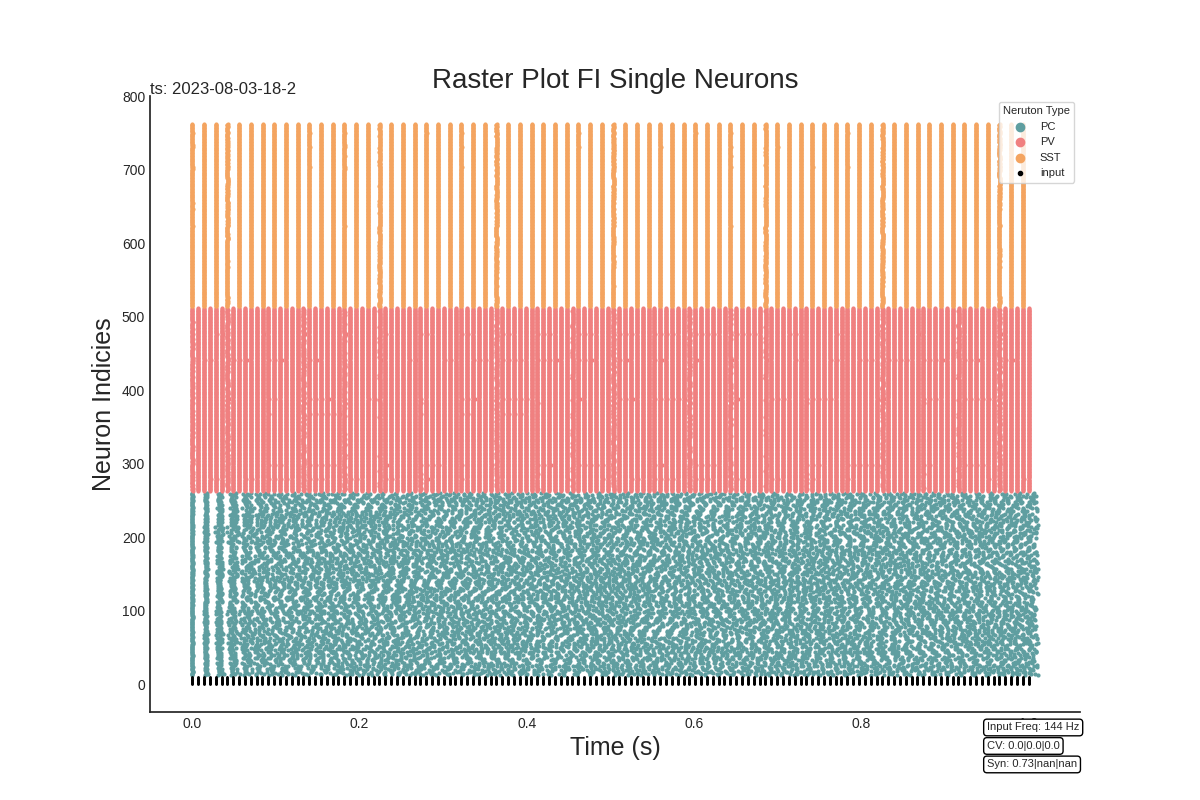 Raster Plot FI Single Neurons
ts: 2023-08-03-18-2
Neruton Type
PC
PV
SST
input
800
700
600
500
400
300
200
100
0
Neuron Indicies
0.0 0.2 0.4 0.6 0.8
Time (s)
Input Freq: 144 Hz
CV: 0.0|0.0|0.0
Syn: 0.73|nan|nan